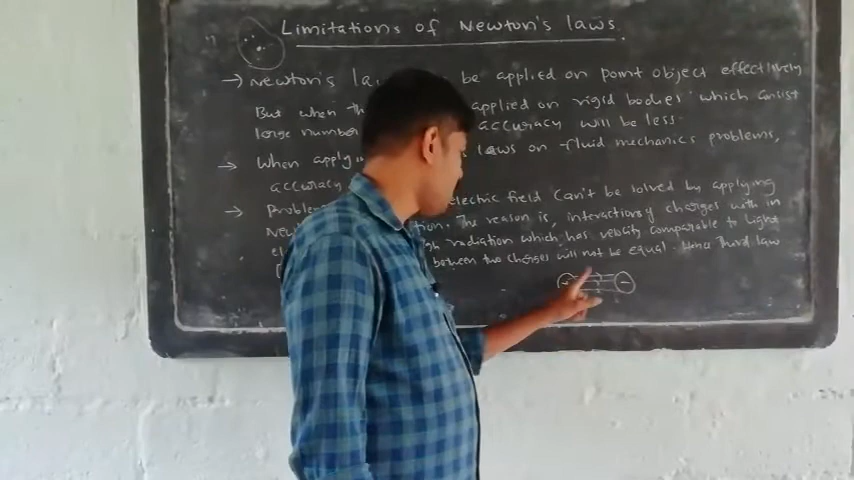 Limitations of Newton's laws.
→ Newton's la be applied on point object effectively
But when th applied on rigid bodies which consist
large number accuracy will be less.
→ When applyin laws on fluid mechanics problems,
accuracy
→ Proble electric field can't be solved by applying
New tion. The reason is, interactions charges with in
radiation which has velocity comparable to light
between the charges will not be equal. Hence Third law